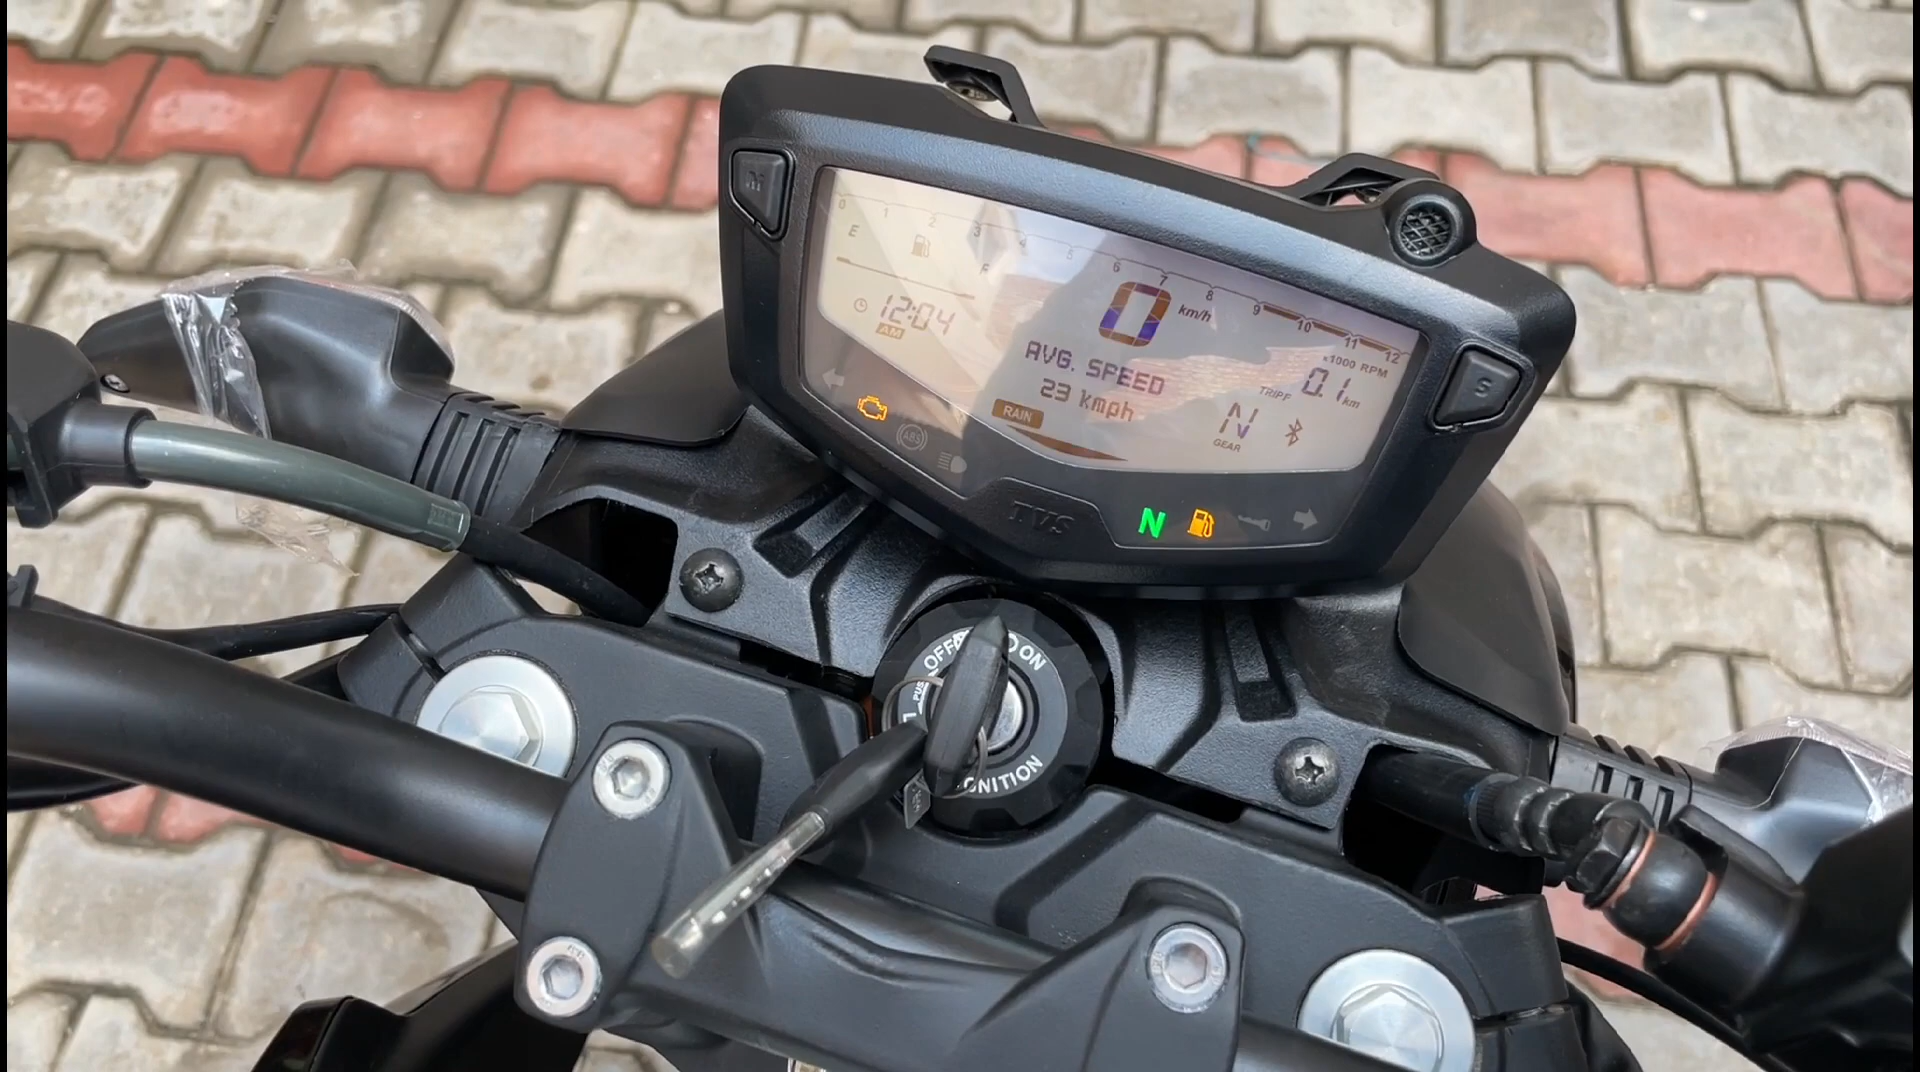 M
0 1 2 3 4 5 6 7 8 9 10 11 12
x1000 RPM
E F
12:04
AM
0 km/h
AVG. SPEED
23 kmph
RAIN
TRIP F 0.1 km
N
GEAR
S
ABS
TVS
N
OFF ON
PUSH
IGNITION